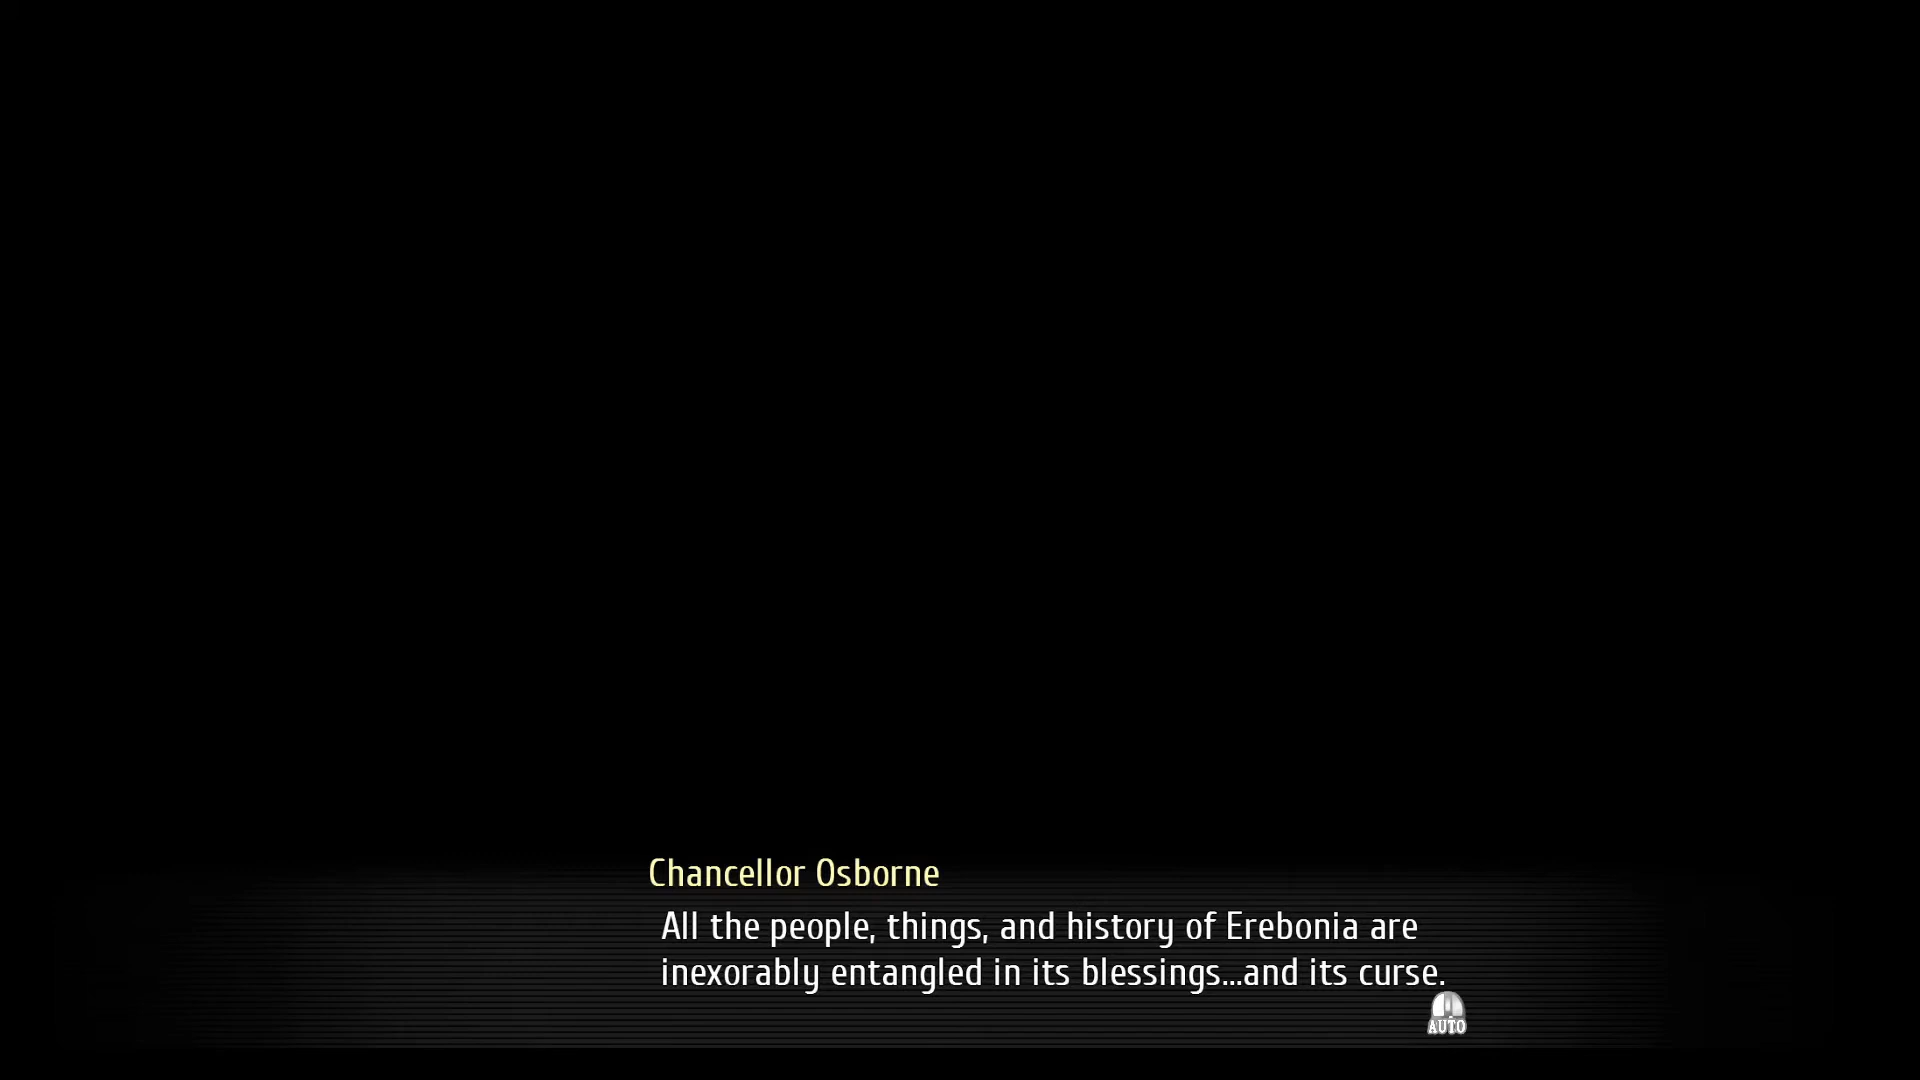 Chancellor Osborne
All the people, things, and history of Erebonia are
inexorably entangled in its blessings...and its curse.
AUTO